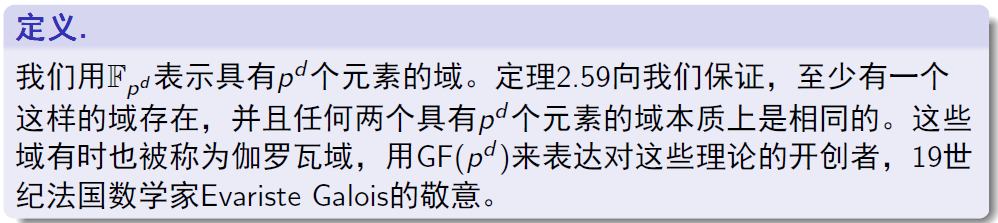 定义.
我们用𝔽_{p^d}表示具有p^d个元素的域。定理2.59向我们保证，至少有一个
这样的域存在，并且任何两个具有p^d个元素的域本质上是相同的。这些
域有时也被称为伽罗瓦域，用GF(p^d)来表达对这些理论的开创者，19世
纪法国数学家Evariste Galois的敬意。